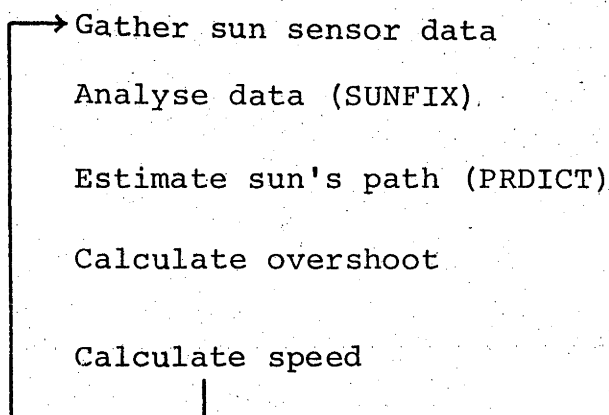 Gather sun sensor data
Analyse data (SUNFIX)
Estimate sun's path (PRDICT)
Calculate overshoot
Calculate speed